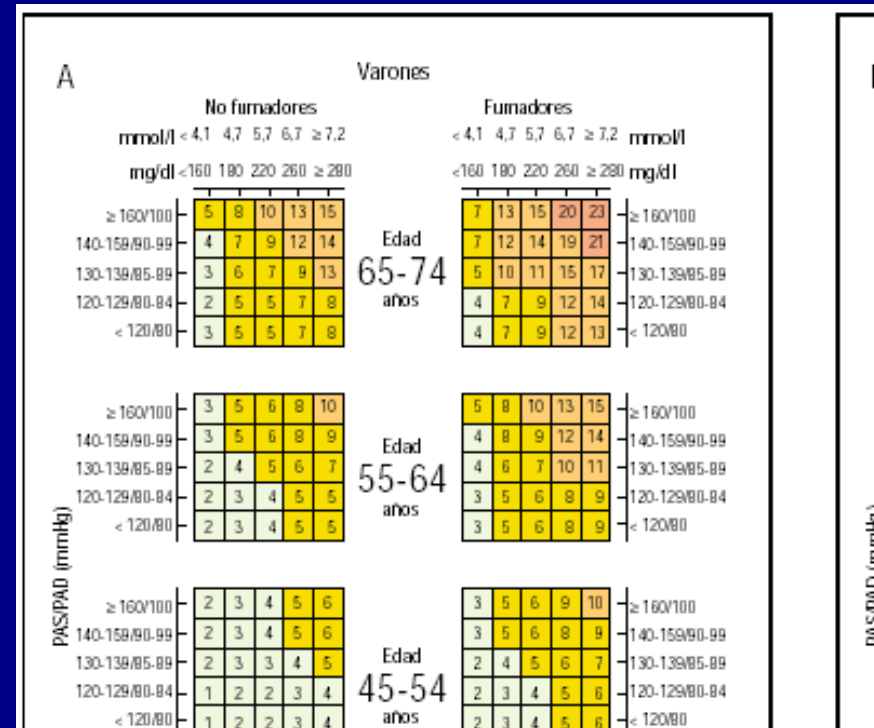 A
Varones
No fumadores Fumadores
mmol/l <4,1 4,7 5,7 6,7 ≥7,2 <4,1 4,7 5,7 6,7 ≥7,2 mmol/l
mg/dl <160 180 220 260 ≥280 <160 180 220 260 ≥280 mg/dl
≥160/100 5 8 10 13 15 7 13 15 20 23 ≥160/100
140-159/90-99 4 7 9 12 14 Edad 7 12 14 19 21 140-159/90-99
130-139/85-89 3 6 7 9 13 65-74 5 10 11 15 17 130-139/85-89
120-129/80-84 2 5 5 7 8 años 4 7 9 12 14 120-129/80-84
<120/80 3 5 5 7 8 4 7 9 12 13 <120/80
≥160/100 3 5 6 8 10 5 8 10 13 15 ≥160/100
140-159/90-99 3 5 6 8 9 Edad 4 8 9 12 14 140-159/90-99
130-139/85-89 2 4 5 6 7 55-64 4 6 7 10 11 130-139/85-89
120-129/80-84 2 3 4 5 5 años 3 5 6 8 9 120-129/80-84
<120/80 2 3 4 5 5 3 5 6 8 9 <120/80
PAS/PAD (mmHg)
≥160/100 2 3 4 5 6 3 5 6 9 10 ≥160/100
140-159/90-99 2 3 4 5 6 3 5 6 8 9 140-159/90-99
130-139/85-89 2 3 3 4 5 Edad 2 4 5 6 7 130-139/85-89
120-129/80-84 1 2 2 3 4 45-54 2 3 4 5 6 120-129/80-84
<120/80 1 2 2 3 4 años 2 3 4 5 6 <120/80